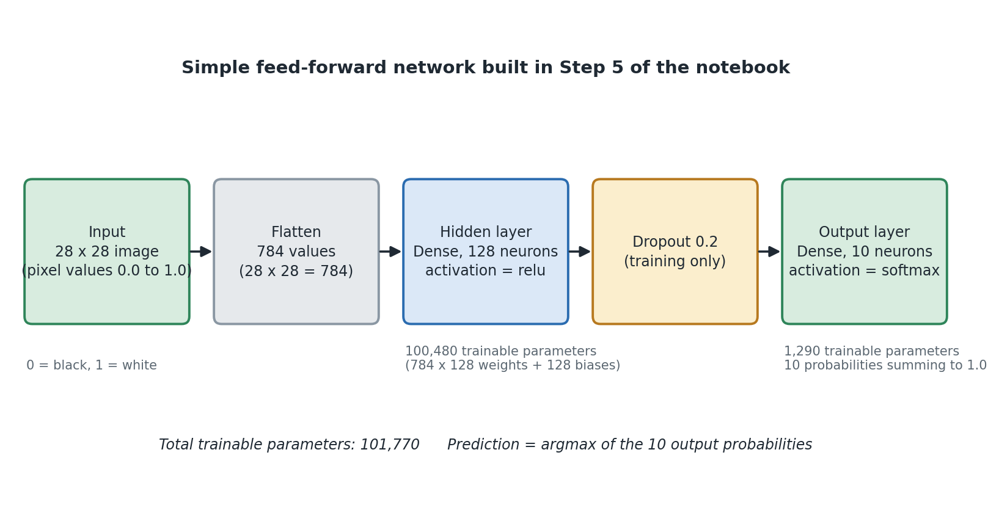 Simple feed-forward network built in Step 5 of the notebook
Input
28 x 28 image
(pixel values 0.0 to 1.0)
Flatten
784 values
(28 x 28 = 784)
Hidden layer
Dense, 128 neurons
activation = relu
Dropout 0.2
(training only)
Output layer
Dense, 10 neurons
activation = softmax
0 = black, 1 = white
100,480 trainable parameters
(784 x 128 weights + 128 biases)
1,290 trainable parameters
10 probabilities summing to 1.0
Total trainable parameters: 101,770      Prediction = argmax of the 10 output probabilities